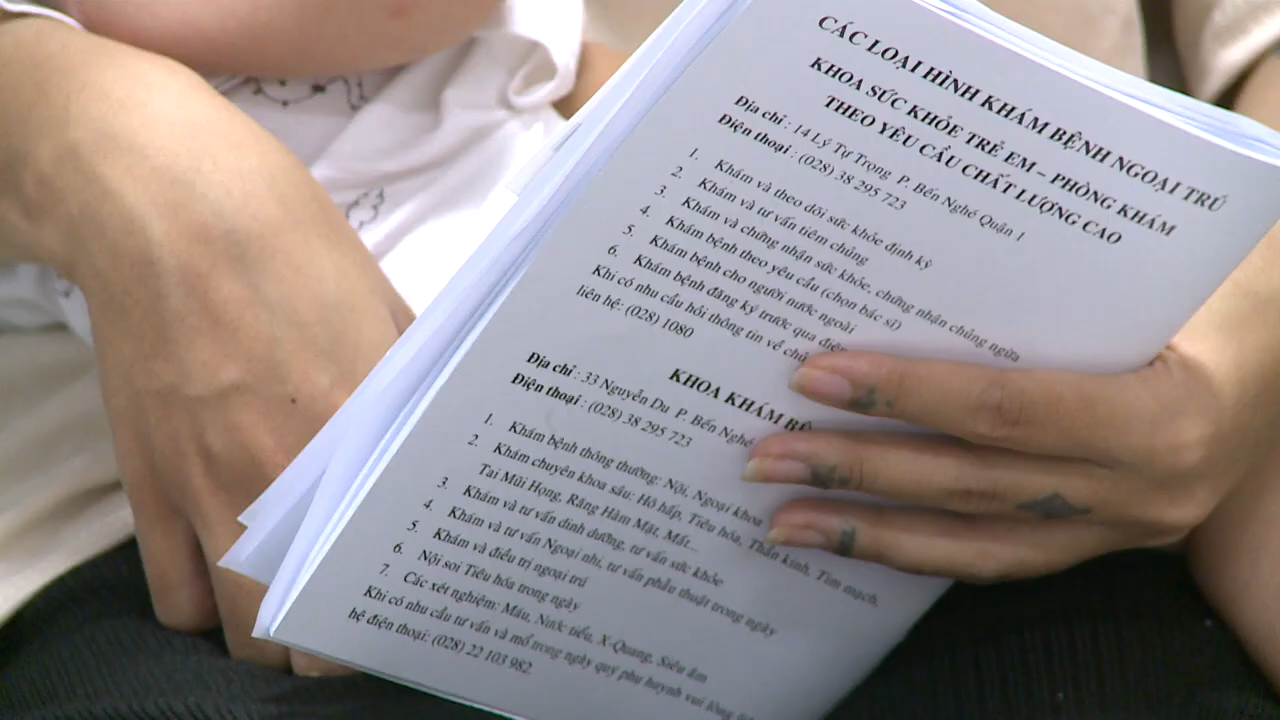 CÁC LOẠI HÌNH KHÁM BỆNH NGOẠI TRÚ
KHOA SỨC KHỎE TRẺ EM – PHÒNG KHÁM
THEO YÊU CẦU CHẤT LƯỢNG CAO
Địa chỉ : 14 Lý Tự Trọng P. Bến Nghé Quận 1
Điện thoại : (028) 38 295 723
1. Khám và theo dõi sức khỏe định kỳ
2. Khám và tư vấn tiêm chủng
3. Khám và chứng nhận sức khỏe, chứng nhận chủng ngừa
4. Khám bệnh theo yêu cầu (chọn bác sĩ)
5. Khám bệnh cho người nước ngoài
6. Khám bệnh đăng ký trước qua điện
Khi có nhu cầu hỏi thông tin về
liên hệ: (028) 1080
KHOA KHÁM
Địa chỉ : 33 Nguyễn Du P. Bến Nghé
Điện thoại : (028) 38 295 723
1. Khám bệnh thông thường: Nội, Ngoại khoa
2. Khám chuyên khoa sâu: Hô hấp, Tiêu hóa, Thần kinh, Tim mạch,
Tai Mũi Họng, Răng Hàm Mặt, Mắt...
3. Khám và tư vấn dinh dưỡng, tư vấn sức khỏe
4. Khám và tư vấn Ngoại nhi, tư vấn phẫu thuật trong ngày
5. Khám và điều trị ngoại trú
6. Nội soi Tiêu hóa trong ngày
7. Các xét nghiệm: Máu, Nước tiểu, X-Quang, Siêu âm
Khi có nhu cầu tư vấn và mổ trong ngày quý phụ huynh vui lòng
hệ điện thoại: (028) 22 103 982.